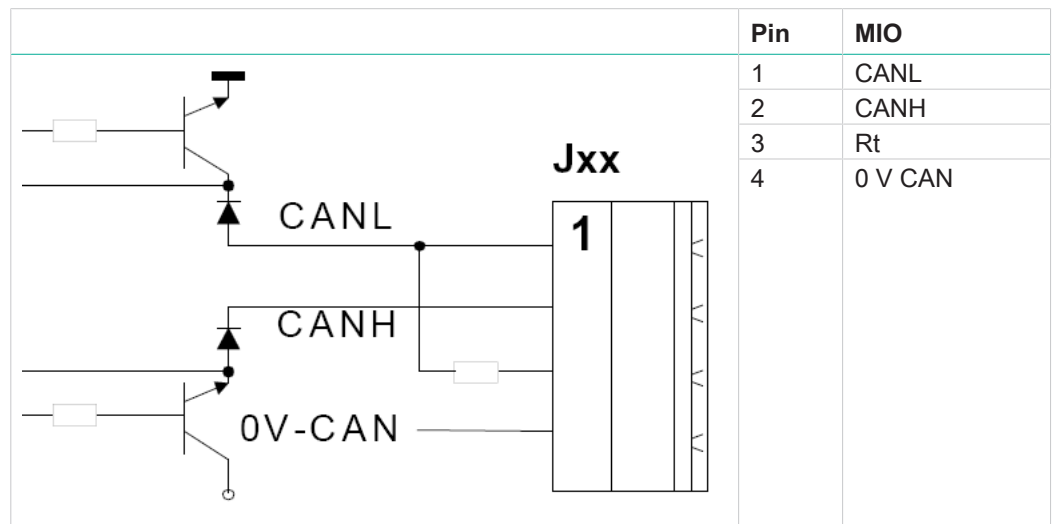 Pin MIO
1 CANL
2 CANH
3 Rt
4 0 V CAN
Jxx
CANL
1
CANH
0V-CAN